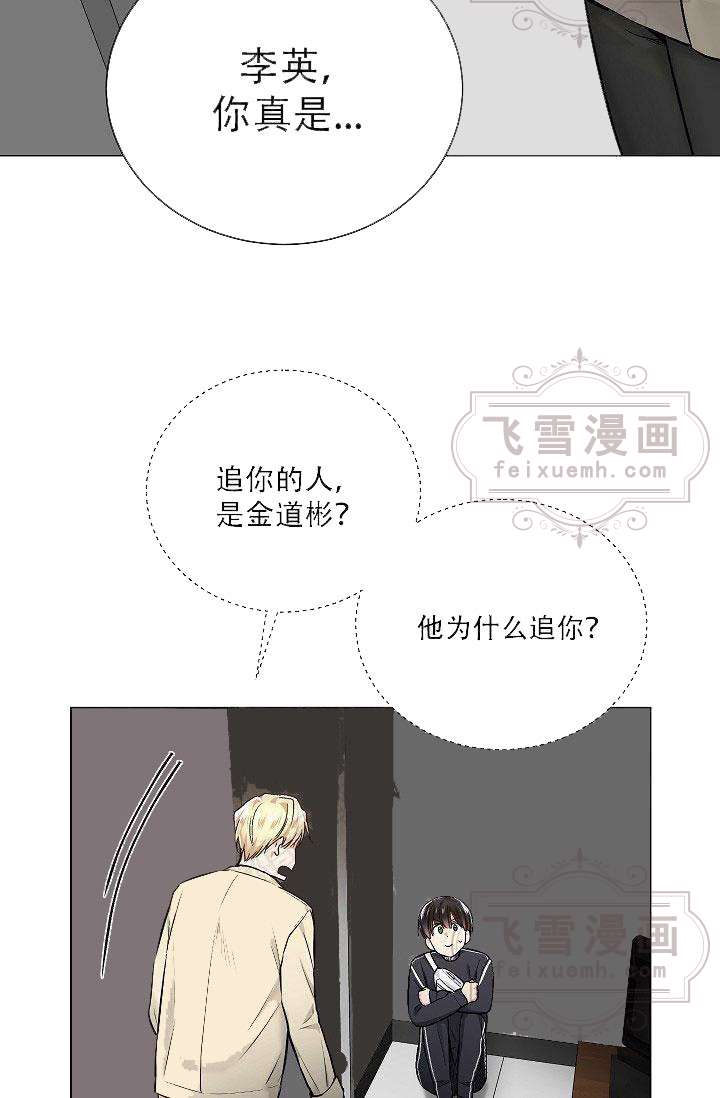 李英,
你真是...
飞雪漫画
feixuemh.com
追你的人,
是金道彬?
他为什么追你?
飞雪漫画
feixuemh.com